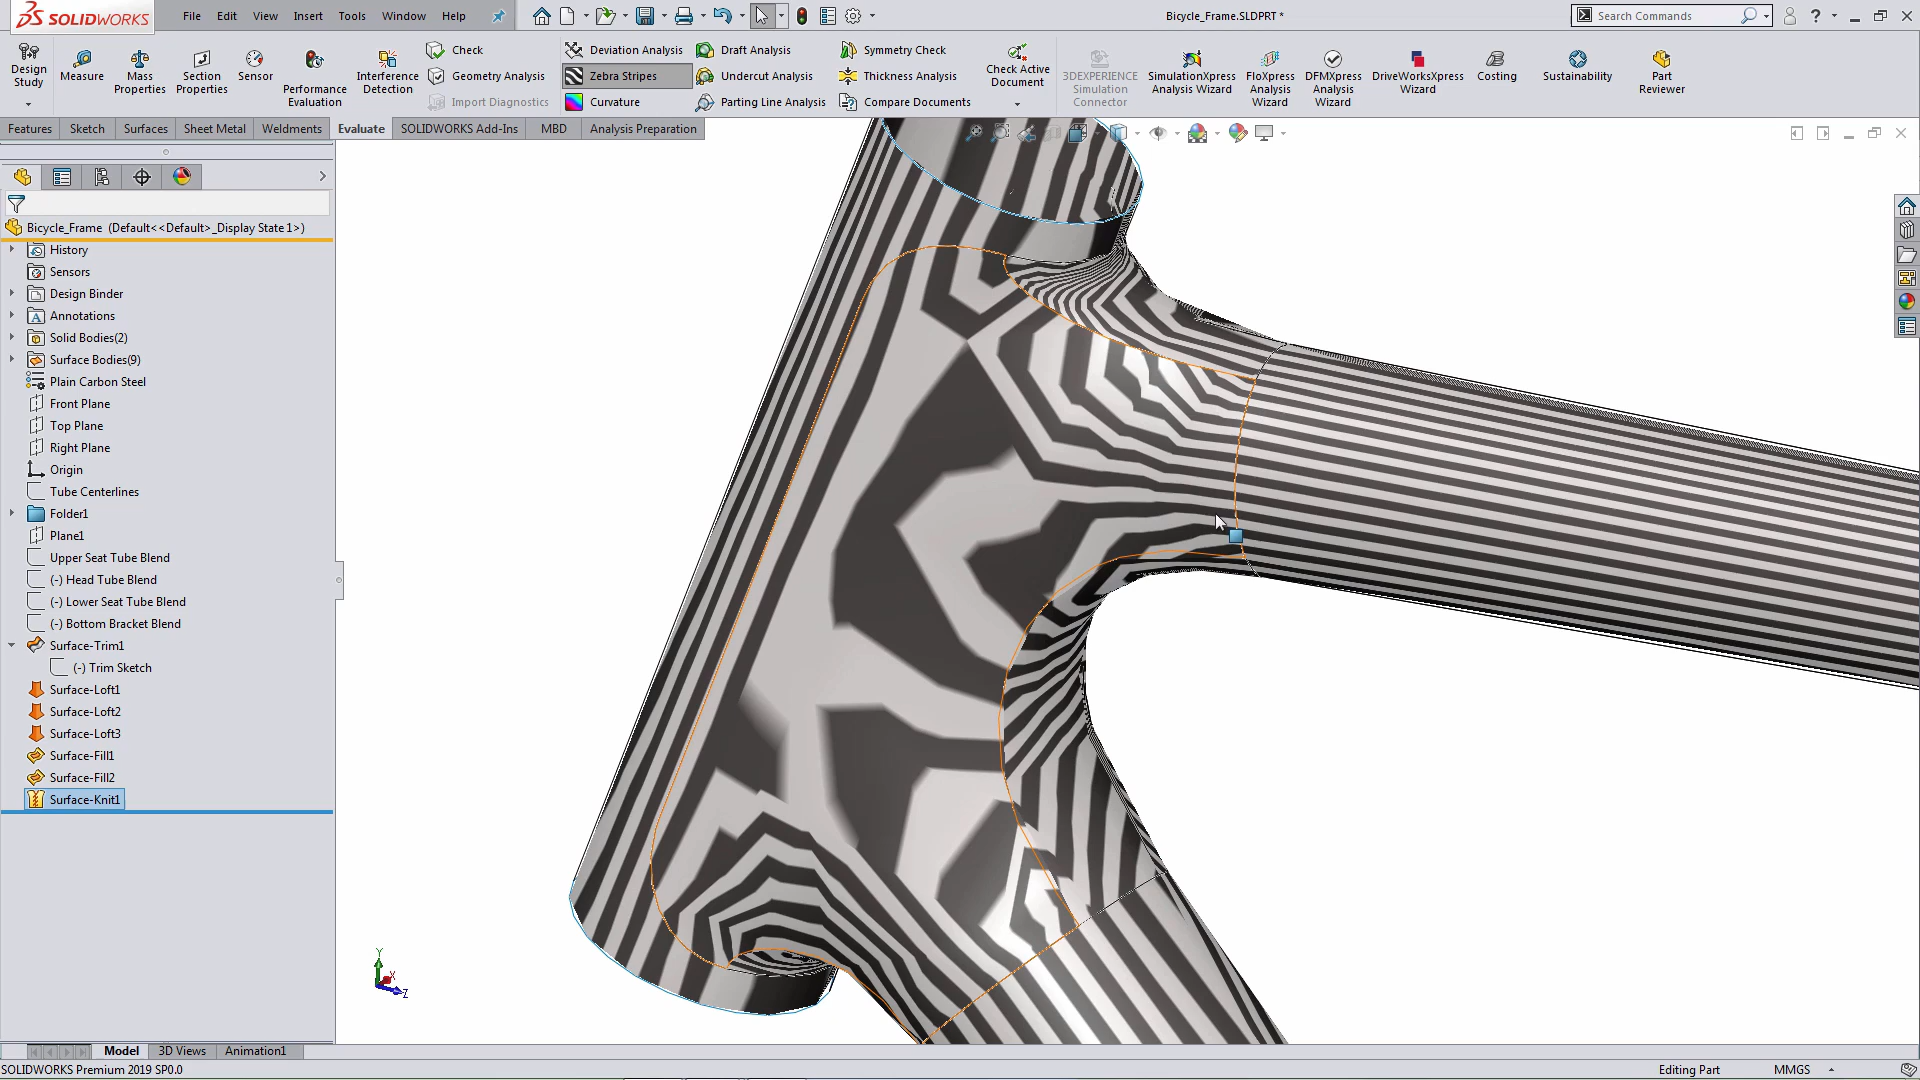 SOLIDWORKS
File Edit View Insert Tools Window Help
Bicycle_Frame.SLDPRT *
Search Commands
Design Study
Measure
Mass Properties
Section Properties
Sensor
Performance Evaluation
Interference Detection
Check
Geometry Analysis
Import Diagnostics
Deviation Analysis
Zebra Stripes
Curvature
Draft Analysis
Undercut Analysis
Parting Line Analysis
Symmetry Check
Thickness Analysis
Compare Documents
Check Active Document
3DEXPERIENCE Simulation Connector
SimulationXpress Analysis Wizard
FloXpress Analysis Wizard
DFMXpress Analysis Wizard
DriveWorksXpress Wizard
Costing
Sustainability
Part Reviewer
Features Sketch Surfaces Sheet Metal Weldments Evaluate SOLIDWORKS Add-Ins MBD Analysis Preparation
Bicycle_Frame (Default<<Default>_Display State 1>)
History
Sensors
Design Binder
Annotations
Solid Bodies(2)
Surface Bodies(9)
Plain Carbon Steel
Front Plane
Top Plane
Right Plane
Origin
Tube Centerlines
Folder1
Plane1
Upper Seat Tube Blend
(-) Head Tube Blend
(-) Lower Seat Tube Blend
(-) Bottom Bracket Blend
Surface-Trim1
(-) Trim Sketch
Surface-Loft1
Surface-Loft2
Surface-Loft3
Surface-Fill1
Surface-Fill2
Surface-Knit1
Y
X
Z
Model 3D Views Animation1
SOLIDWORKS Premium 2019 SP0.0
Editing Part
MMGS